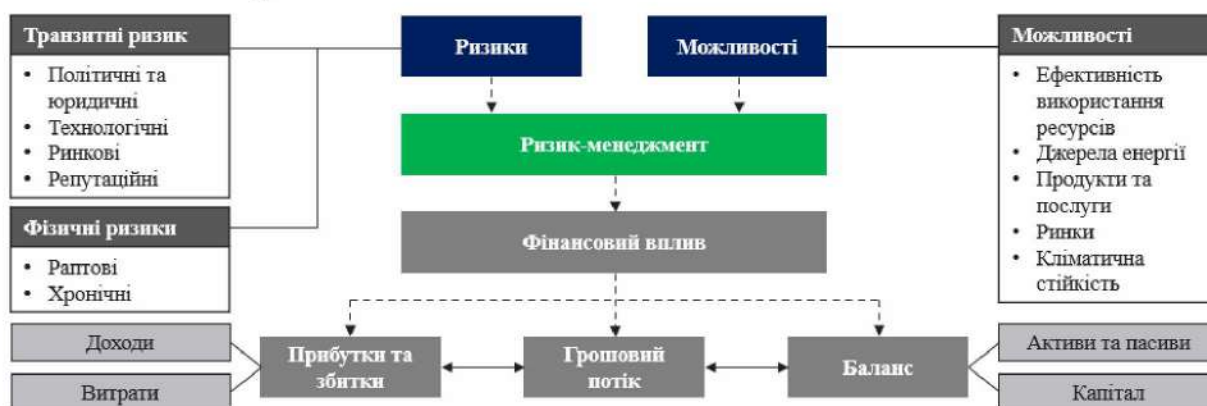 Транзитні ризик
• Політичні та
юридичні
• Технологічні
• Ринкові
• Репутаційні
Фізичні ризики
• Раптові
• Хронічні
Ризики
Можливості
Ризик-менеджмент
Фінансовий вплив
Можливості
• Ефективність
використання
ресурсів
• Джерела енергії
• Продукти та
послуги
• Ринки
• Кліматична
стійкість
Доходи
Витрати
Прибутки та
збитки
Грошовий
потік
Баланс
Активи та пасиви
Капітал